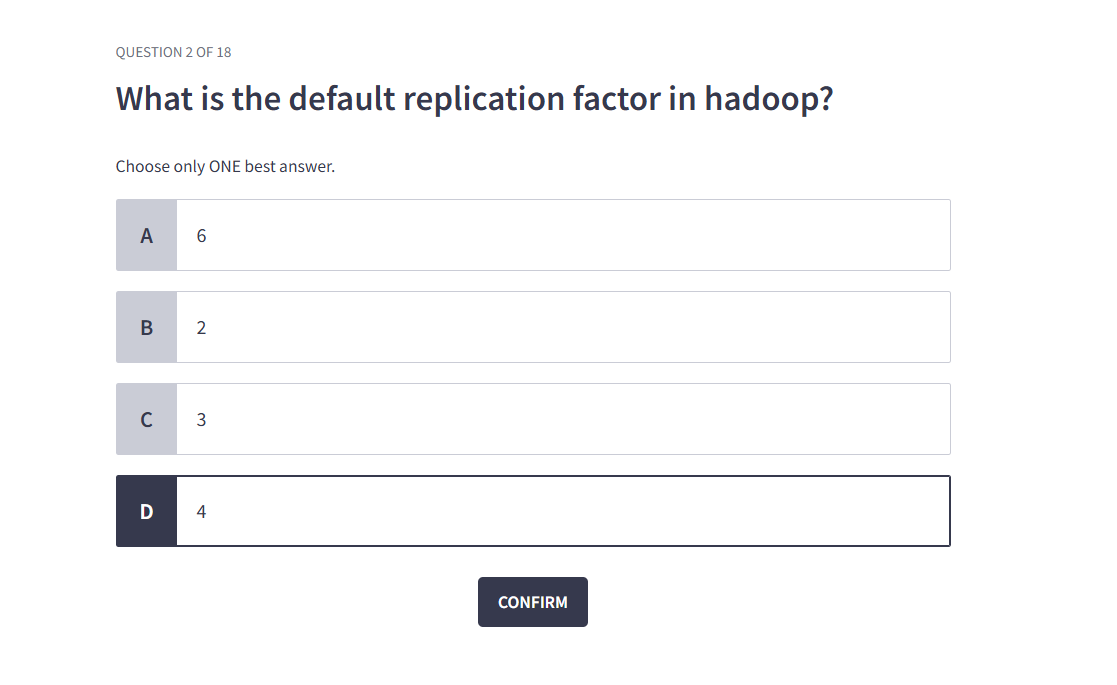 QUESTION 2 OF 18
What is the default replication factor in hadoop?
Choose only ONE best answer.
A 6
B 2
C 3
D 4
CONFIRM